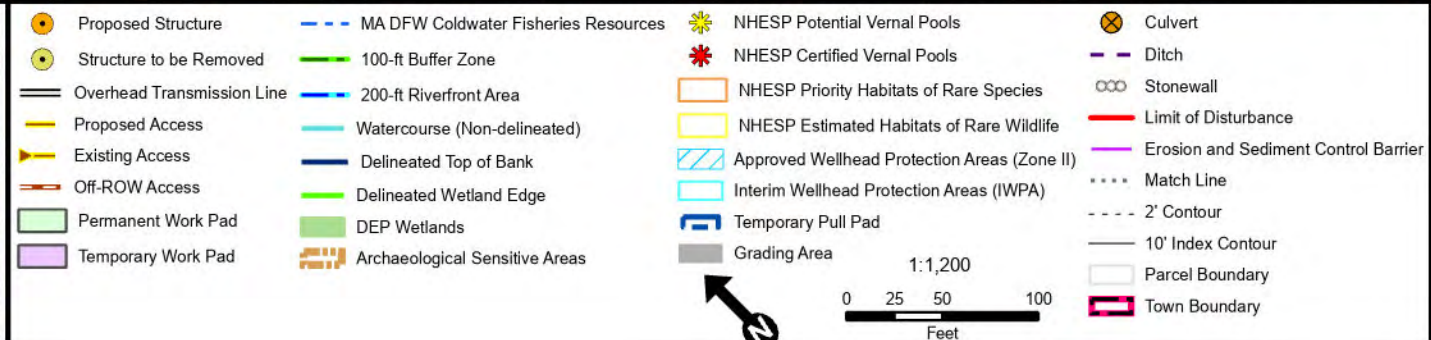 Proposed Structure
Structure to be Removed
Overhead Transmission Line
Proposed Access
Existing Access
Off-ROW Access
Permanent Work Pad
Temporary Work Pad
MA DFW Coldwater Fisheries Resources
100-ft Buffer Zone
200-ft Riverfront Area
Watercourse (Non-delineated)
Delineated Top of Bank
Delineated Wetland Edge
DEP Wetlands
Archaeological Sensitive Areas
NHESP Potential Vernal Pools
NHESP Certified Vernal Pools
NHESP Priority Habitats of Rare Species
NHESP Estimated Habitats of Rare Wildlife
Approved Wellhead Protection Areas (Zone II)
Interim Wellhead Protection Areas (IWPA)
Temporary Pull Pad
Grading Area
N
1:1,200
0 25 50 100
Feet
Culvert
Ditch
Stonewall
Limit of Disturbance
Erosion and Sediment Control Barrier
Match Line
2' Contour
10' Index Contour
Parcel Boundary
Town Boundary